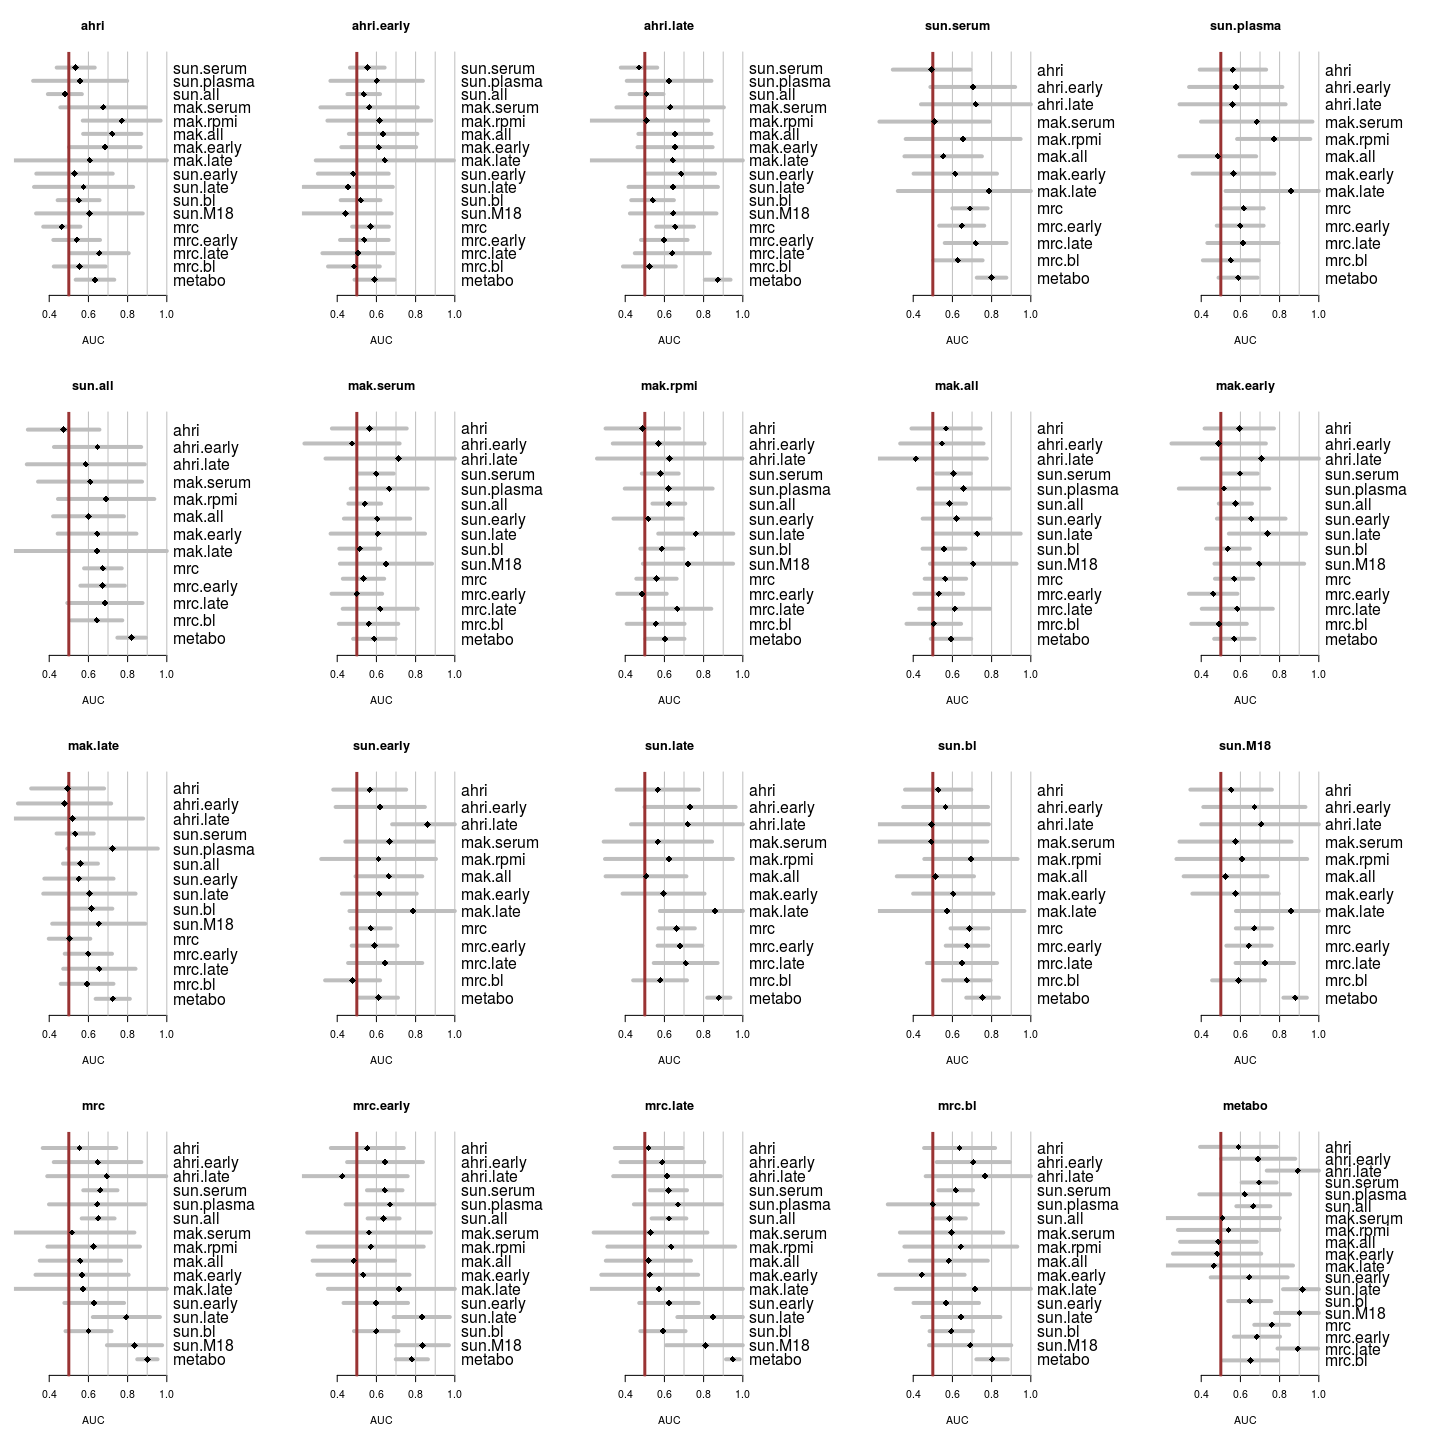 ahri
sun.serum
sun.plasma
sun.all
mak.serum
mak.rpmi
mak.all
mak.early
mak.late
sun.early
sun.late
sun.bl
sun.M18
mrc
mrc.early
mrc.late
mrc.bl
metabo
0.4 0.6 0.8 1.0
AUC
ahri.early
sun.serum
sun.plasma
sun.all
mak.serum
mak.rpmi
mak.all
mak.early
mak.late
sun.early
sun.late
sun.bl
sun.M18
mrc
mrc.early
mrc.late
mrc.bl
metabo
0.4 0.6 0.8 1.0
AUC
ahri.late
sun.serum
sun.plasma
sun.all
mak.serum
mak.rpmi
mak.all
mak.early
mak.late
sun.early
sun.late
sun.bl
sun.M18
mrc
mrc.early
mrc.late
mrc.bl
metabo
0.4 0.6 0.8 1.0
AUC
sun.serum
ahri
ahri.early
ahri.late
mak.serum
mak.rpmi
mak.all
mak.early
mak.late
mrc
mrc.early
mrc.late
mrc.bl
metabo
0.4 0.6 0.8 1.0
AUC
sun.plasma
ahri
ahri.early
ahri.late
mak.serum
mak.rpmi
mak.all
mak.early
mak.late
mrc
mrc.early
mrc.late
mrc.bl
metabo
0.4 0.6 0.8 1.0
AUC
sun.all
ahri
ahri.early
ahri.late
mak.serum
mak.rpmi
mak.all
mak.early
mak.late
mrc
mrc.early
mrc.late
mrc.bl
metabo
0.4 0.6 0.8 1.0
AUC
mak.serum
ahri
ahri.early
ahri.late
sun.serum
sun.plasma
sun.all
sun.early
sun.late
sun.bl
sun.M18
mrc
mrc.early
mrc.late
mrc.bl
metabo
0.4 0.6 0.8 1.0
AUC
mak.rpmi
ahri
ahri.early
ahri.late
sun.serum
sun.plasma
sun.all
sun.early
sun.late
sun.bl
sun.M18
mrc
mrc.early
mrc.late
mrc.bl
metabo
0.4 0.6 0.8 1.0
AUC
mak.all
ahri
ahri.early
ahri.late
sun.serum
sun.plasma
sun.all
sun.early
sun.late
sun.bl
sun.M18
mrc
mrc.early
mrc.late
mrc.bl
metabo
0.4 0.6 0.8 1.0
AUC
mak.early
ahri
ahri.early
ahri.late
sun.serum
sun.plasma
sun.all
sun.early
sun.late
sun.bl
sun.M18
mrc
mrc.early
mrc.late
mrc.bl
metabo
0.4 0.6 0.8 1.0
AUC
mak.late
ahri
ahri.early
ahri.late
sun.serum
sun.plasma
sun.all
sun.early
sun.late
sun.bl
sun.M18
mrc
mrc.early
mrc.late
mrc.bl
metabo
0.4 0.6 0.8 1.0
AUC
sun.early
ahri
ahri.early
ahri.late
mak.serum
mak.rpmi
mak.all
mak.early
mak.late
mrc
mrc.early
mrc.late
mrc.bl
metabo
0.4 0.6 0.8 1.0
AUC
sun.late
ahri
ahri.early
ahri.late
mak.serum
mak.rpmi
mak.all
mak.early
mak.late
mrc
mrc.early
mrc.late
mrc.bl
metabo
0.4 0.6 0.8 1.0
AUC
sun.bl
ahri
ahri.early
ahri.late
mak.serum
mak.rpmi
mak.all
mak.early
mak.late
mrc
mrc.early
mrc.late
mrc.bl
metabo
0.4 0.6 0.8 1.0
AUC
sun.M18
ahri
ahri.early
ahri.late
mak.serum
mak.rpmi
mak.all
mak.early
mak.late
mrc
mrc.early
mrc.late
mrc.bl
metabo
0.4 0.6 0.8 1.0
AUC
mrc
ahri
ahri.early
ahri.late
sun.serum
sun.plasma
sun.all
mak.serum
mak.rpmi
mak.all
mak.early
mak.late
sun.early
sun.late
sun.bl
sun.M18
metabo
0.4 0.6 0.8 1.0
AUC
mrc.early
ahri
ahri.early
ahri.late
sun.serum
sun.plasma
sun.all
mak.serum
mak.rpmi
mak.all
mak.early
mak.late
sun.early
sun.late
sun.bl
sun.M18
metabo
0.4 0.6 0.8 1.0
AUC
mrc.late
ahri
ahri.early
ahri.late
sun.serum
sun.plasma
sun.all
mak.serum
mak.rpmi
mak.all
mak.early
mak.late
sun.early
sun.late
sun.bl
sun.M18
metabo
0.4 0.6 0.8 1.0
AUC
mrc.bl
ahri
ahri.early
ahri.late
sun.serum
sun.plasma
sun.all
mak.serum
mak.rpmi
mak.all
mak.early
mak.late
sun.early
sun.late
sun.bl
sun.M18
metabo
0.4 0.6 0.8 1.0
AUC
metabo
ahri
ahri.early
ahri.late
sun.serum
sun.plasma
sun.all
mak.serum
mak.rpmi
mak.all
mak.early
mak.late
sun.early
sun.late
sun.bl
sun.M18
mrc
mrc.early
mrc.late
mrc.bl
0.4 0.6 0.8 1.0
AUC